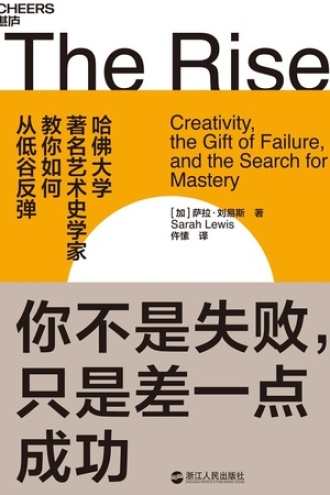 CHEERS
湛庐
The Rise
哈佛大学
著名艺术史学家
教你如何
从低谷反弹
Creativity,
the Gift of Failure,
and the Search for
Mastery
[加]萨拉·刘易斯 著
Sarah Lewis
仵愫 译
你不是失败，
只是差一点
成功
浙江人民出版社